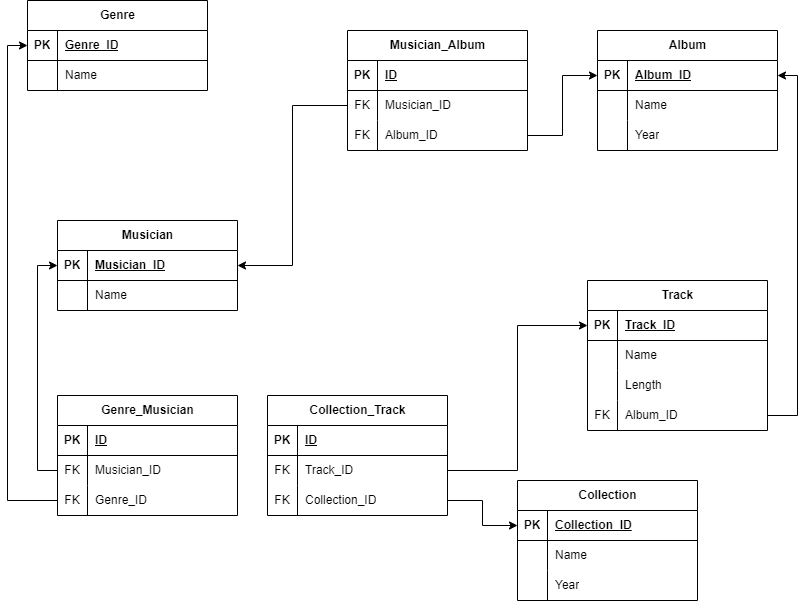 Genre
PK Genre_ID
Name
Musician_Album
PK ID
FK Musician_ID
FK Album_ID
Album
PK Album_ID
Name
Year
Musician
PK Musician_ID
Name
Track
PK Track_ID
Name
Length
FK Album_ID
Genre_Musician
PK ID
FK Musician_ID
FK Genre_ID
Collection_Track
PK ID
FK Track_ID
FK Collection_ID
Collection
PK Collection_ID
Name
Year